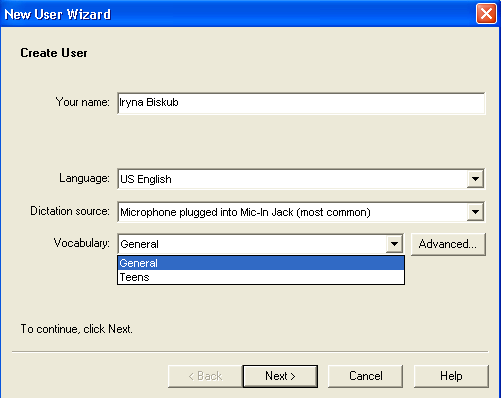 New User Wizard
Create User
Your name: Iryna Biskub
Language: US English
Dictation source: Microphone plugged into Mic-In Jack (most common)
Vocabulary: General Advanced...
General
Teens
To continue, click Next.
< Back Next > Cancel Help